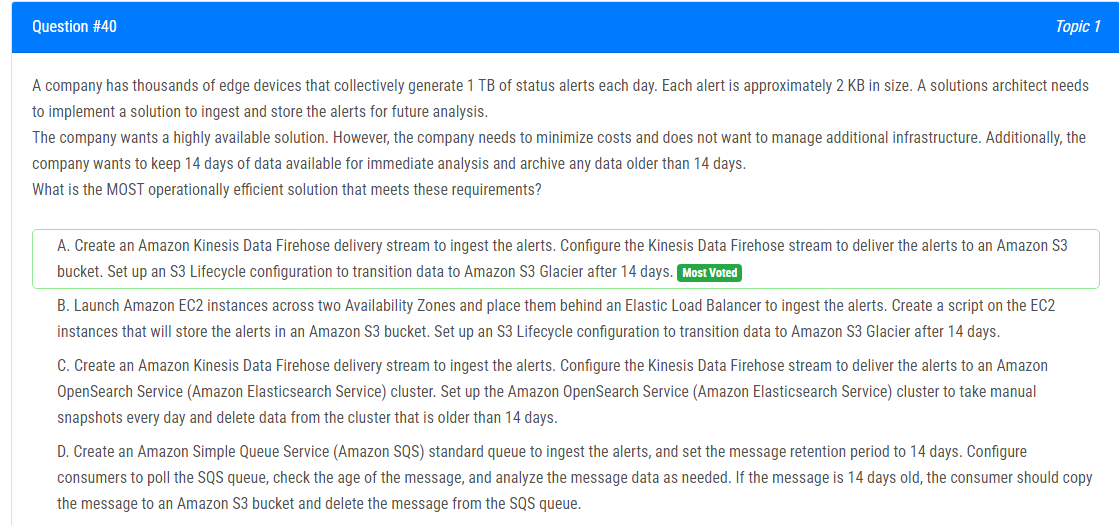 Question #40
Topic 1
A company has thousands of edge devices that collectively generate 1 TB of status alerts each day. Each alert is approximately 2 KB in size. A solutions architect needs
to implement a solution to ingest and store the alerts for future analysis.
The company wants a highly available solution. However, the company needs to minimize costs and does not want to manage additional infrastructure. Additionally, the
company wants to keep 14 days of data available for immediate analysis and archive any data older than 14 days.
What is the MOST operationally efficient solution that meets these requirements?
A. Create an Amazon Kinesis Data Firehose delivery stream to ingest the alerts. Configure the Kinesis Data Firehose stream to deliver the alerts to an Amazon S3
bucket. Set up an S3 Lifecycle configuration to transition data to Amazon S3 Glacier after 14 days. Most Voted
B. Launch Amazon EC2 instances across two Availability Zones and place them behind an Elastic Load Balancer to ingest the alerts. Create a script on the EC2
instances that will store the alerts in an Amazon S3 bucket. Set up an S3 Lifecycle configuration to transition data to Amazon S3 Glacier after 14 days.
C. Create an Amazon Kinesis Data Firehose delivery stream to ingest the alerts. Configure the Kinesis Data Firehose stream to deliver the alerts to an Amazon
OpenSearch Service (Amazon Elasticsearch Service) cluster. Set up the Amazon OpenSearch Service (Amazon Elasticsearch Service) cluster to take manual
snapshots every day and delete data from the cluster that is older than 14 days.
D. Create an Amazon Simple Queue Service (Amazon SQS) standard queue to ingest the alerts, and set the message retention period to 14 days. Configure
consumers to poll the SQS queue, check the age of the message, and analyze the message data as needed. If the message is 14 days old, the consumer should copy
the message to an Amazon S3 bucket and delete the message from the SQS queue.